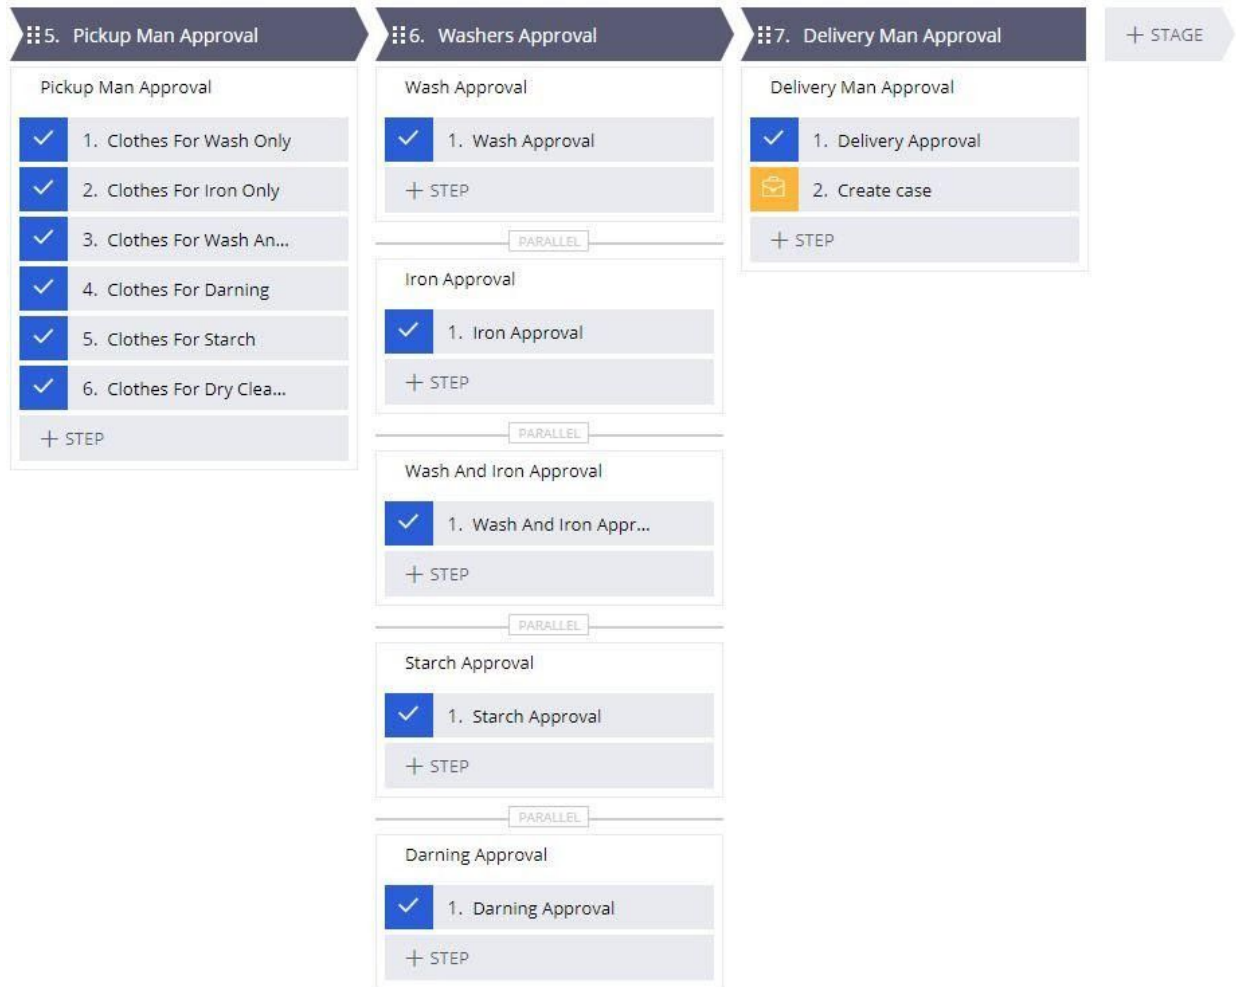 5. Pickup Man Approval
Pickup Man Approval
1. Clothes For Wash Only
2. Clothes For Iron Only
3. Clothes For Wash An...
4. Clothes For Darning
5. Clothes For Starch
6. Clothes For Dry Clea...
+ STEP
6. Washers Approval
Wash Approval
1. Wash Approval
+ STEP
PARALLEL
Iron Approval
1. Iron Approval
+ STEP
PARALLEL
Wash And Iron Approval
1. Wash And Iron Appr...
+ STEP
PARALLEL
Starch Approval
1. Starch Approval
+ STEP
PARALLEL
Darning Approval
1. Darning Approval
+ STEP
7. Delivery Man Approval
Delivery Man Approval
1. Delivery Approval
2. Create case
+ STEP
+ STAGE